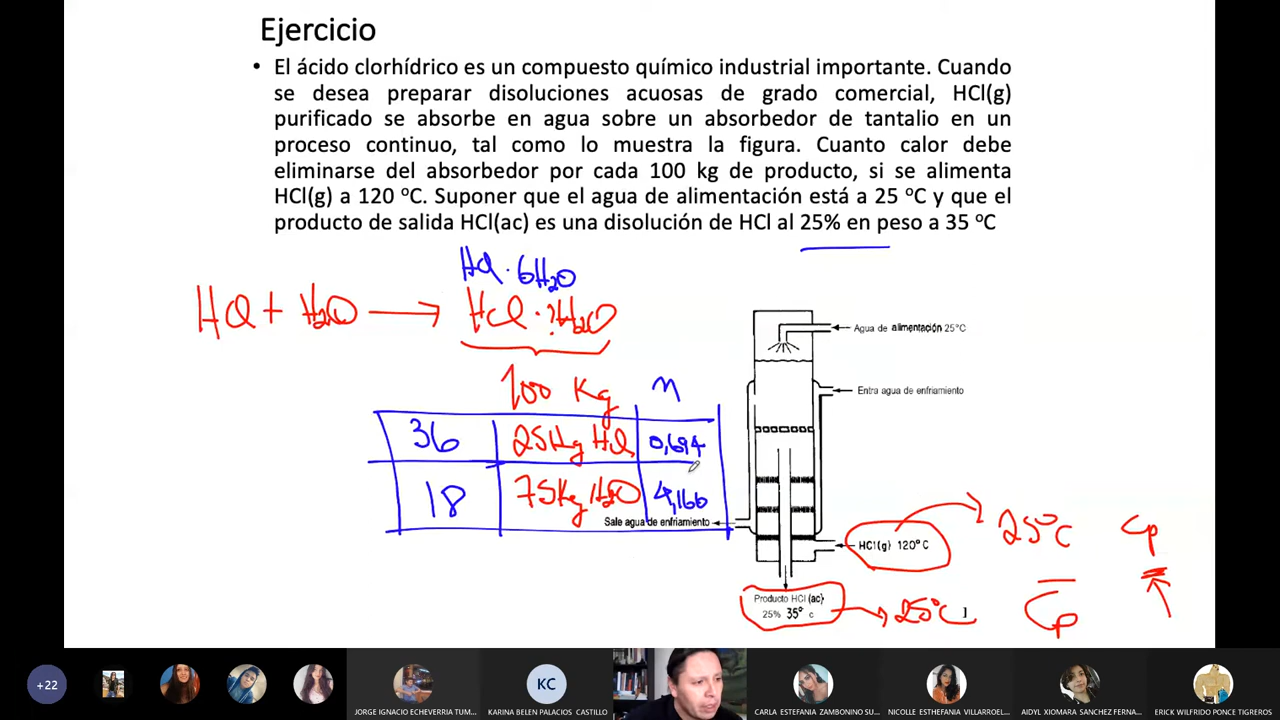 Ejercicio
• El ácido clorhídrico es un compuesto químico industrial importante. Cuando
se desea preparar disoluciones acuosas de grado comercial, HCl(g)
purificado se absorbe en agua sobre un absorbedor de tantalio en un
proceso continuo, tal como lo muestra la figura. Cuanto calor debe
eliminarse del absorbedor por cada 100 kg de producto, si se alimenta
HCl(g) a 120 ºC. Suponer que el agua de alimentación está a 25 ºC y que el
producto de salida HCl(ac) es una disolución de HCl al 25% en peso a 35 ºC
HCl · 6H2O
HCl + H2O → HCl · ?H2O
100 Kg n
36 25Kg HCl 0,694
18 75Kg H2O 4,166
Agua de alimentación 25°C
Entra agua de enfriamiento
Sale agua de enfriamiento
HCl(g) 120°C
25°C Cp
Producto HCl (ac)
25% 35° c
25°C Cp
+22
KC
JORGE IGNACIO ECHEVERRIA TUM...
KARINA BELEN PALACIOS CASTILLO
CARLA ESTEFANIA ZAMBONINO SU...
NICOLLE ESTHEFANIA VILLARROEL...
AIDYL XIOMARA SANCHEZ FERNA...
ERICK WILFRIDO PONCE TIGREROS